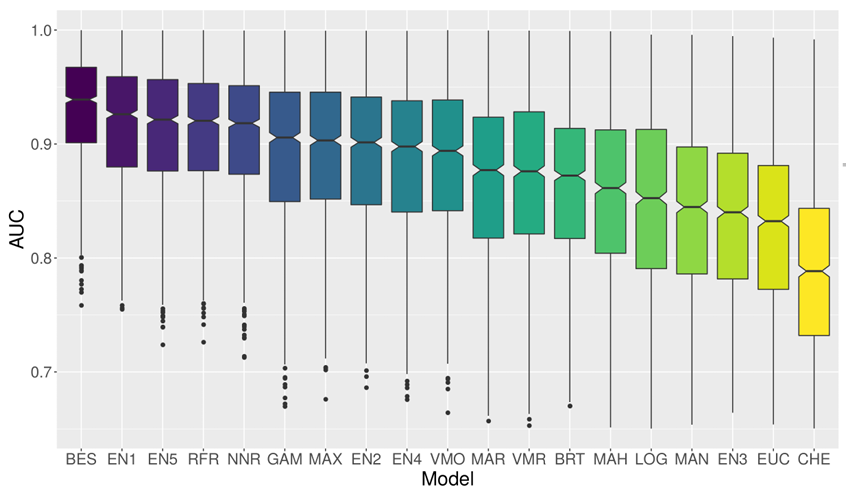 1.0
0.9
0.8
0.7
AUC
BES EN1 EN5 RFR NNR GAM MAX EN2 EN4 VMO MAR VMR BRT MAH LOG MAN EN3 EUC CHE
Model